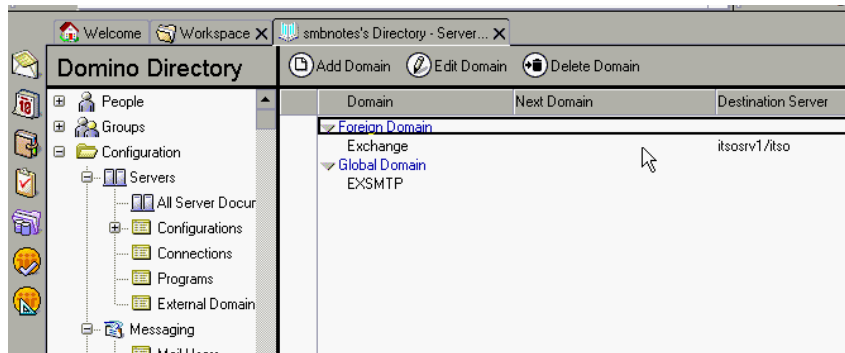 Welcome Workspace smbnotes's Directory - Server...
Domino Directory
Add Domain Edit Domain Delete Domain
People
Groups
Configuration
Servers
All Server Docur
Configurations
Connections
Programs
External Domain
Messaging
Domain Next Domain Destination Server
Foreign Domain
Exchange itsosrv1/itso
Global Domain
EXSMTP